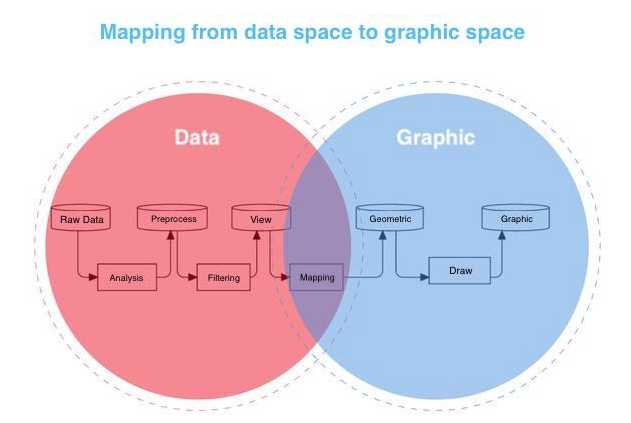 Mapping from data space to graphic space
Data
Graphic
Raw Data
Preprocess
View
Geometric
Graphic
Analysis
Filtering
Mapping
Draw